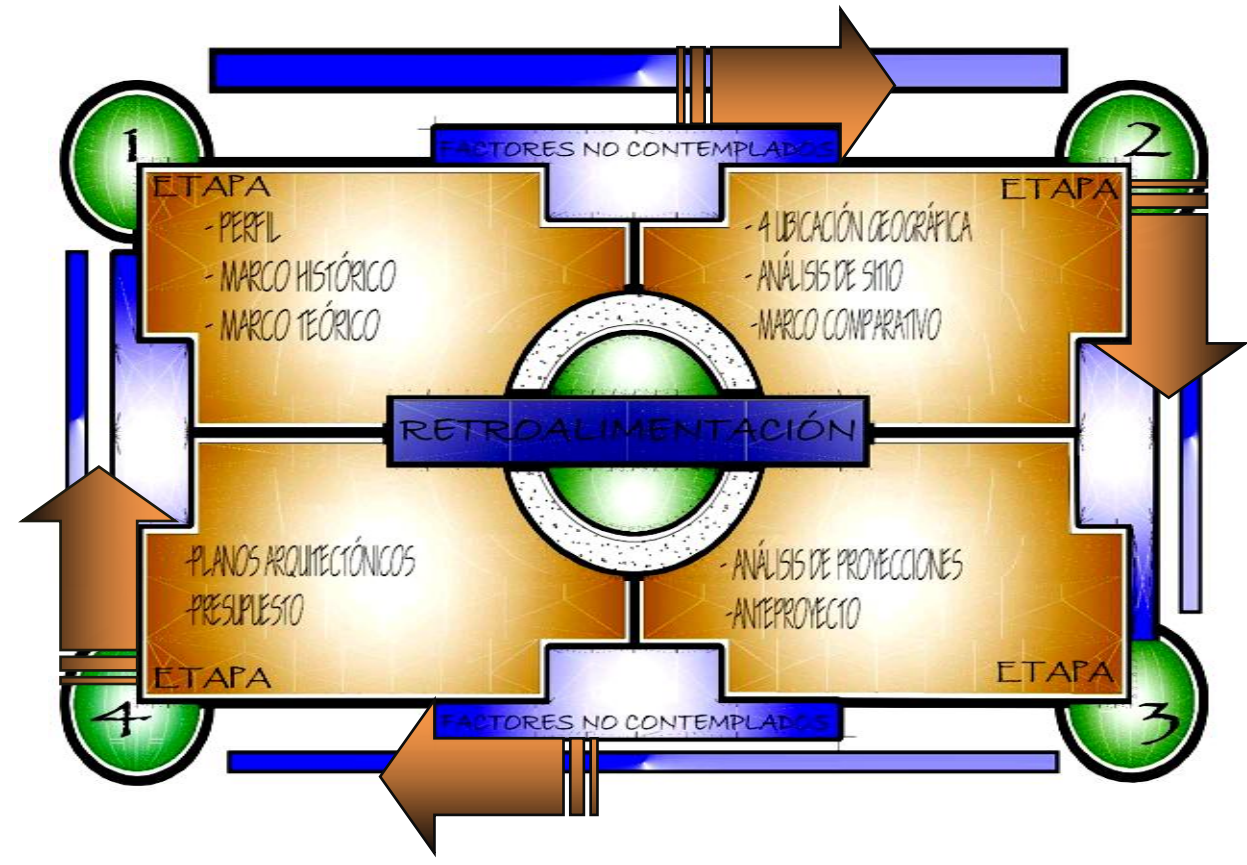 1
2
FACTORES NO CONTEMPLADOS
ETAPA
- PERFIL
- MARCO HISTÓRICO
- MARCO TEÓRICO
ETAPA
- 4 UBICACIÓN GEOGRÁFICA
- ANÁLISIS DE SITIO
-MARCO COMPARATIVO
RETROALIMENTACIÓN
-PLANOS ARQUITECTÓNICOS
-PRESUPUESTO
ETAPA
- ANÁLISIS DE PROYECCIONES
-ANTEPROYECTO
ETAPA
FACTORES NO CONTEMPLADOS
4
3